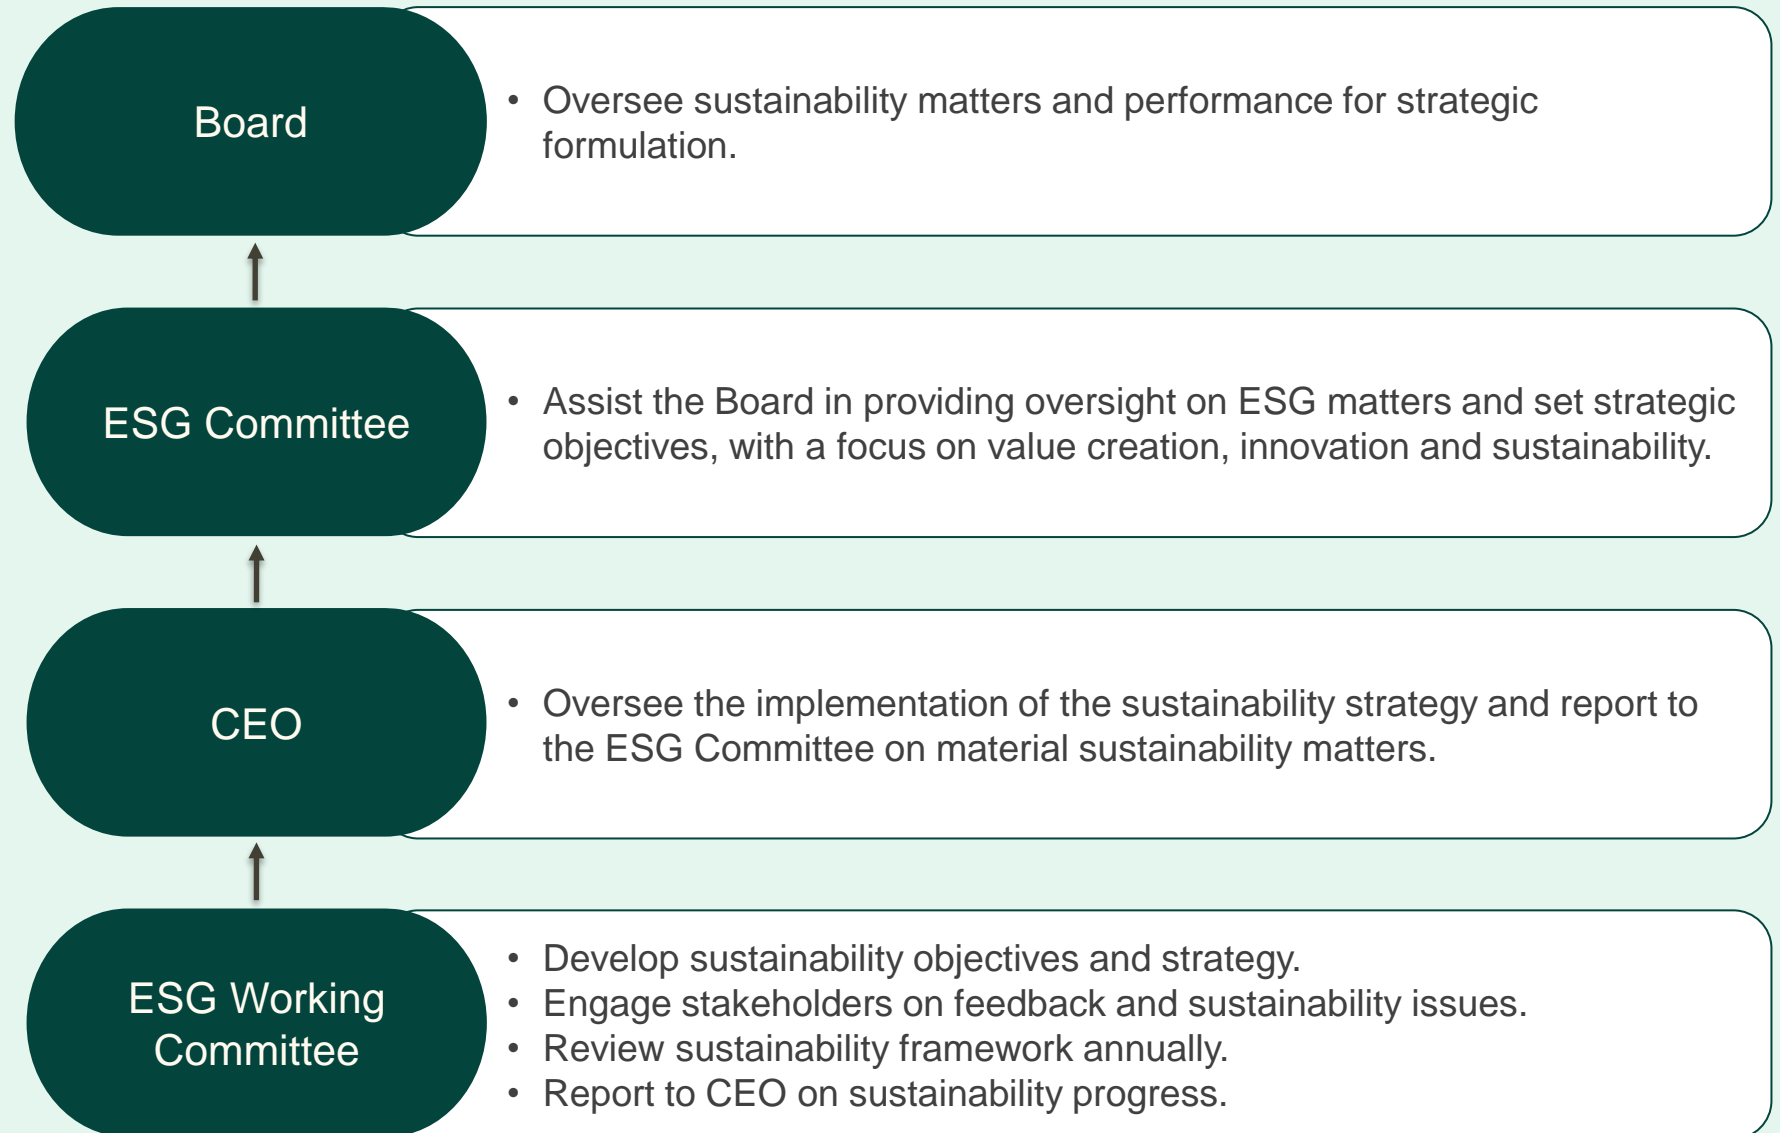 Board
• Oversee sustainability matters and performance for strategic
formulation.
ESG Committee
• Assist the Board in providing oversight on ESG matters and set strategic
objectives, with a focus on value creation, innovation and sustainability.
CEO
• Oversee the implementation of the sustainability strategy and report to
the ESG Committee on material sustainability matters.
ESG Working
Committee
• Develop sustainability objectives and strategy.
• Engage stakeholders on feedback and sustainability issues.
• Review sustainability framework annually.
• Report to CEO on sustainability progress.